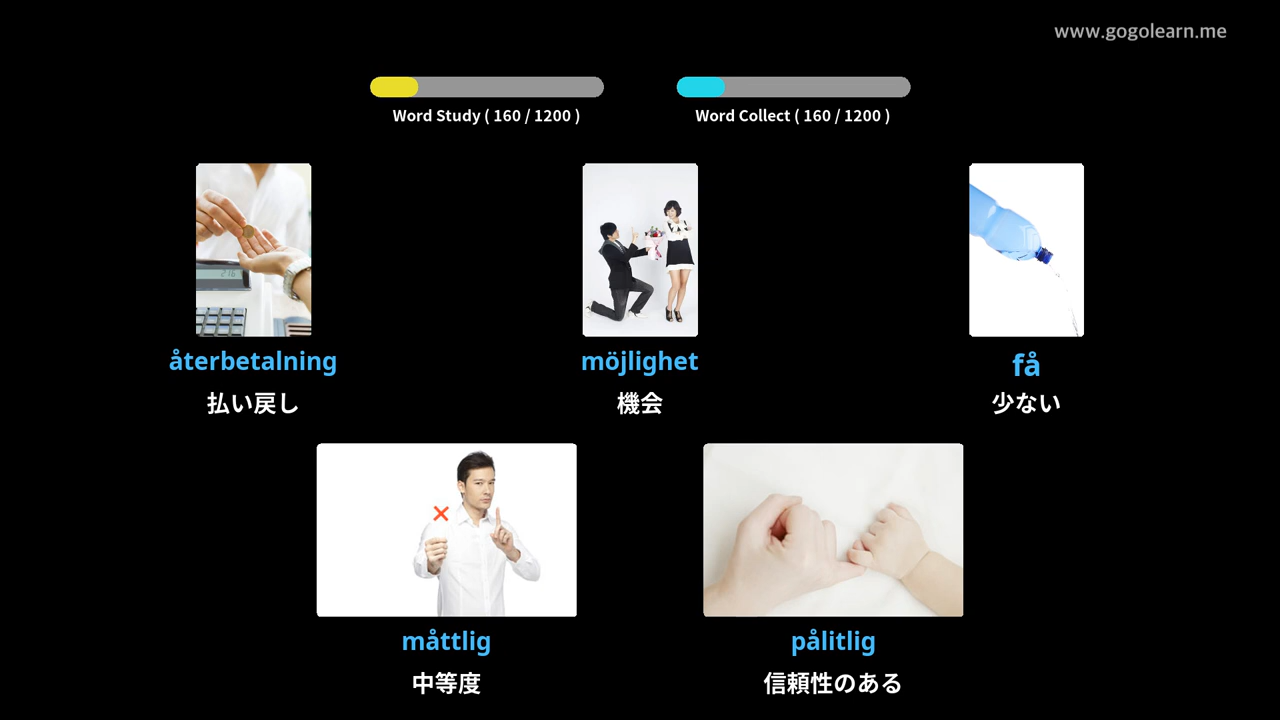 www.gogolearn.me
Word Study ( 160 / 1200 )
Word Collect ( 160 / 1200 )
återbetalning
払い戻し
möjlighet
機会
få
少ない
måttlig
中等度
pålitlig
信頼性のある